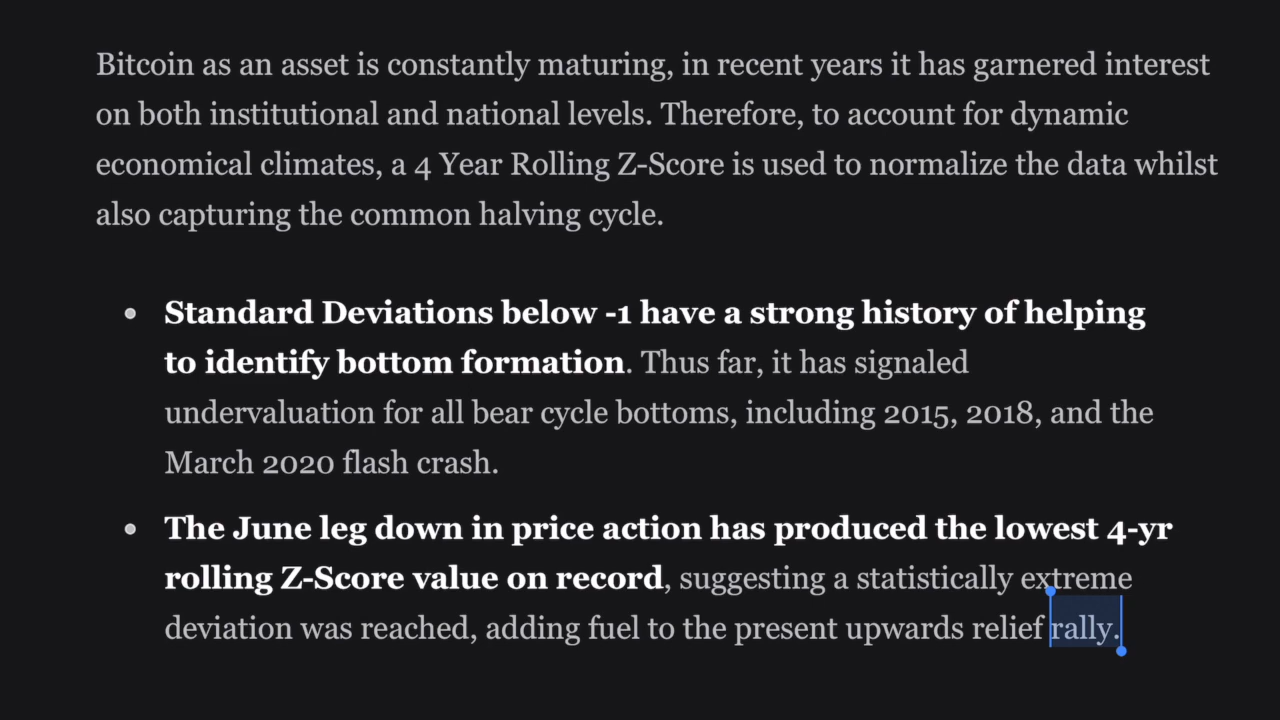 Bitcoin as an asset is constantly maturing, in recent years it has garnered interest
on both institutional and national levels. Therefore, to account for dynamic
economical climates, a 4 Year Rolling Z-Score is used to normalize the data whilst
also capturing the common halving cycle.
• Standard Deviations below -1 have a strong history of helping
to identify bottom formation. Thus far, it has signaled
undervaluation for all bear cycle bottoms, including 2015, 2018, and the
March 2020 flash crash.
• The June leg down in price action has produced the lowest 4-yr
rolling Z-Score value on record, suggesting a statistically extreme
deviation was reached, adding fuel to the present upwards relief rally.